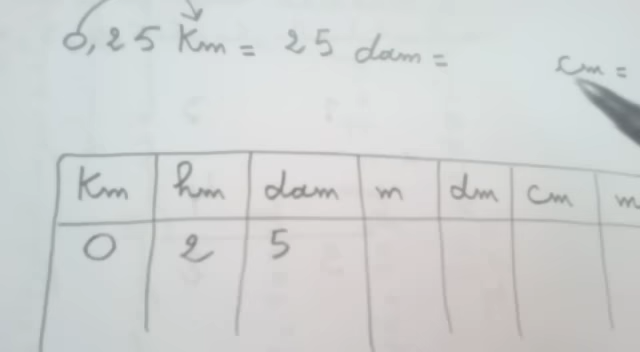 0,25 Km = 25 dam = cm =
Km hm dam m dm cm m
0 2 5